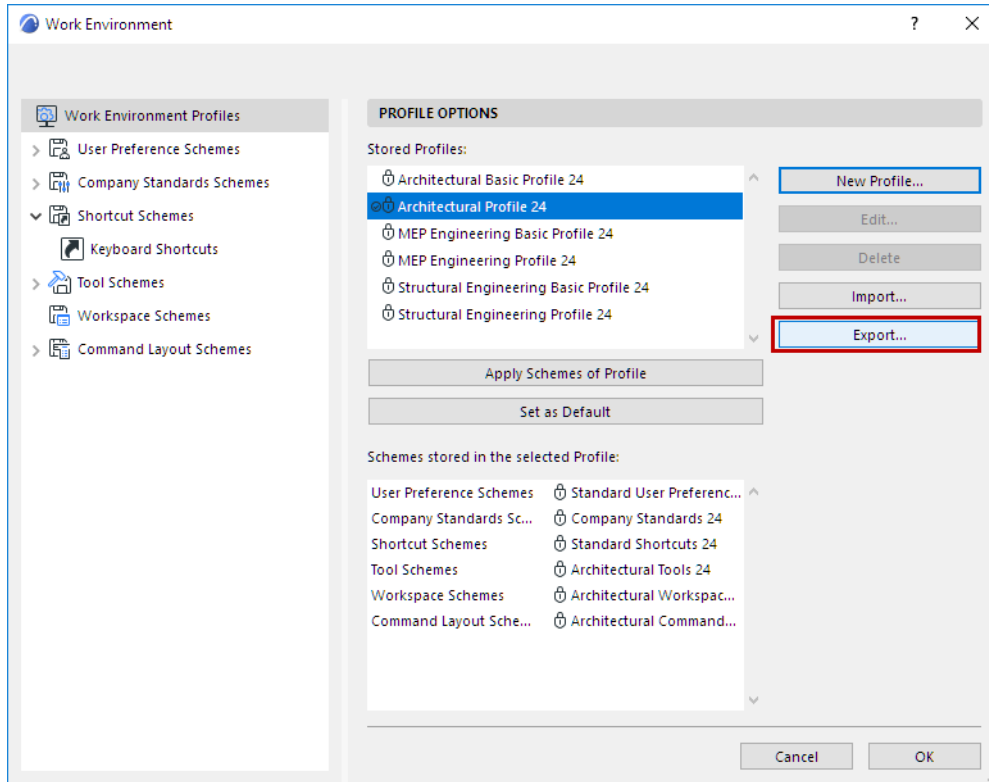 Work Environment
?
Work Environment Profiles
User Preference Schemes
Company Standards Schemes
Shortcut Schemes
Keyboard Shortcuts
Tool Schemes
Workspace Schemes
Command Layout Schemes
PROFILE OPTIONS
Stored Profiles:
Architectural Basic Profile 24
Architectural Profile 24
MEP Engineering Basic Profile 24
MEP Engineering Profile 24
Structural Engineering Basic Profile 24
Structural Engineering Profile 24
New Profile...
Edit...
Delete
Import...
Export...
Apply Schemes of Profile
Set as Default
Schemes stored in the selected Profile:
User Preference Schemes Standard User Preferenc...
Company Standards Sc... Company Standards 24
Shortcut Schemes Standard Shortcuts 24
Tool Schemes Architectural Tools 24
Workspace Schemes Architectural Workspac...
Command Layout Sche... Architectural Command...
Cancel OK